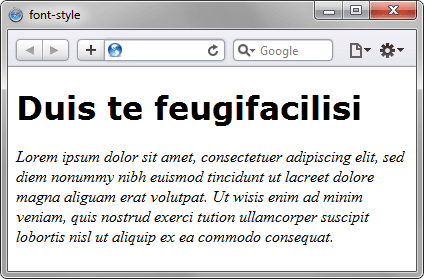 font-style
Google
Duis te feugifacilisi
Lorem ipsum dolor sit amet, consectetuer adipiscing elit, sed
diem nonummy nibh euismod tincidunt ut lacreet dolore
magna aliguam erat volutpat. Ut wisis enim ad minim
veniam, quis nostrud exerci tution ullamcorper suscipit
lobortis nisl ut aliquip ex ea commodo consequat.